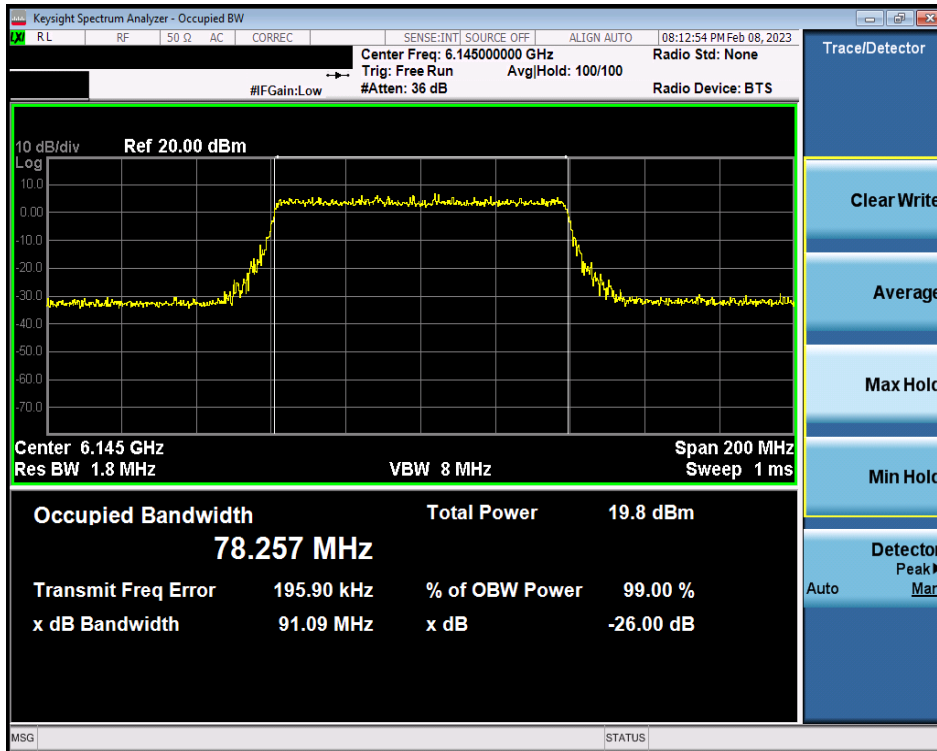 Keysight Spectrum Analyzer - Occupied BW
LXI RL RF 50 Ω AC CORREC SENSE:INT SOURCE OFF ALIGN AUTO 08:12:54 PM Feb 08, 2023
Center Freq: 6.145000000 GHz Radio Std: None
Trig: Free Run Avg|Hold: 100/100
#IFGain:Low #Atten: 36 dB Radio Device: BTS
10 dB/div Ref 20.00 dBm
Log
10.0
0.00
-10.0
-20.0
-30.0
-40.0
-50.0
-60.0
-70.0
Center 6.145 GHz Span 200 MHz
Res BW 1.8 MHz VBW 8 MHz Sweep 1 ms
Occupied Bandwidth Total Power 19.8 dBm
78.257 MHz
Transmit Freq Error 195.90 kHz % of OBW Power 99.00 %
x dB Bandwidth 91.09 MHz x dB -26.00 dB
MSG STATUS
Trace/Detector
Clear Write
Average
Max Hold
Min Hold
Detector
Peak
Auto Man